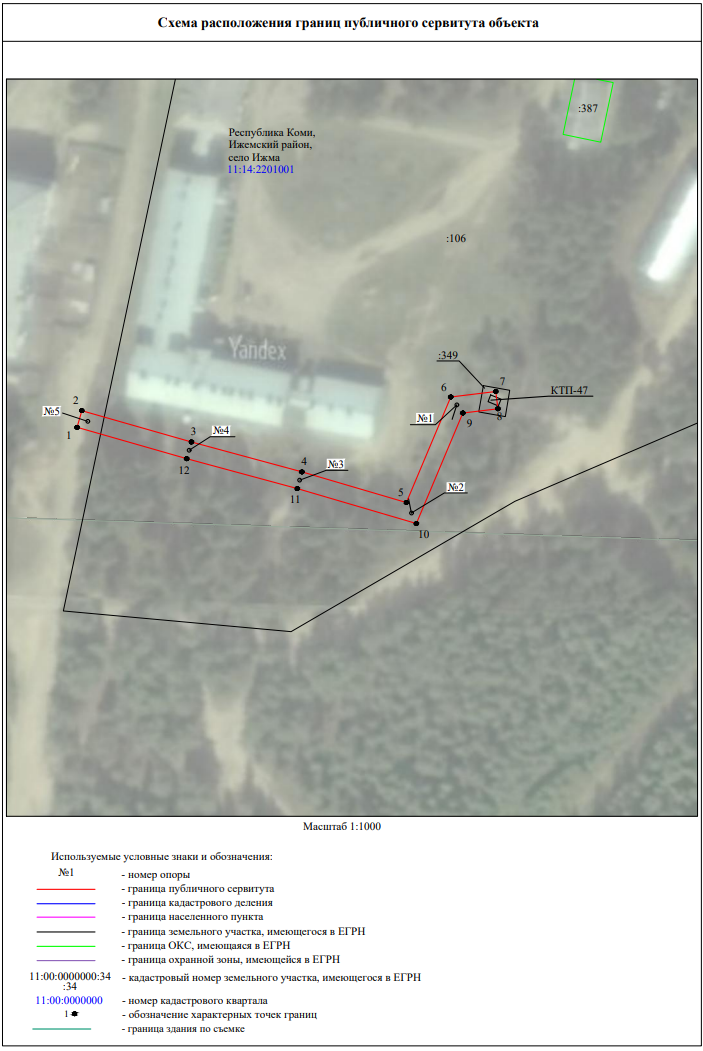 Схема расположения границ публичного сервитута объекта
:387
Республика Коми,
Ижемский район,
село Ижма
11:14:2201001
:106
Yandex
:349
7
6
КТП-47
2
№5
№1
8
9
1
3
№4
12
4
№3
11
5
№2
10
Масштаб 1:1000
Используемые условные знаки и обозначения:
№1 - номер опоры
- граница публичного сервитута
- граница кадастрового деления
- граница населенного пункта
- граница земельного участка, имеющегося в ЕГРН
- граница ОКС, имеющаяся в ЕГРН
- граница охранной зоны, имеющейся в ЕГРН
11:00:0000000:34 - кадастровый номер земельного участка, имеющегося в ЕГРН
:34
11:00:0000000 - номер кадастрового квартала
1 - обозначение характерных точек границ
- граница здания по съемке